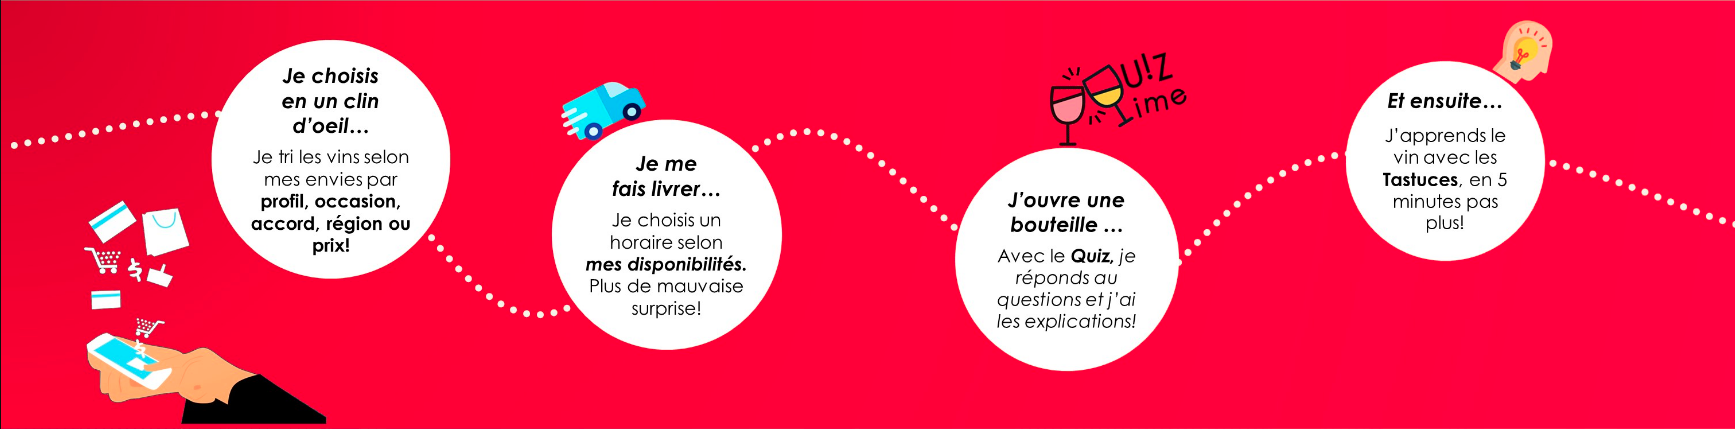 Je choisis
en un clin
d'oeil...
Je tri les vins selon
mes envies par
profil, occasion,
accord, région ou
prix!
Je me
fais livrer...
Je choisis un
horaire selon
mes disponibilités.
Plus de mauvaise
surprise!
QU!Z
Time
J'ouvre une
bouteille ...
Avec le Quiz, je
réponds au
questions et j'ai
les explications!
Et ensuite...
J'apprends le
vin avec les
Tastuces, en 5
minutes pas
plus!